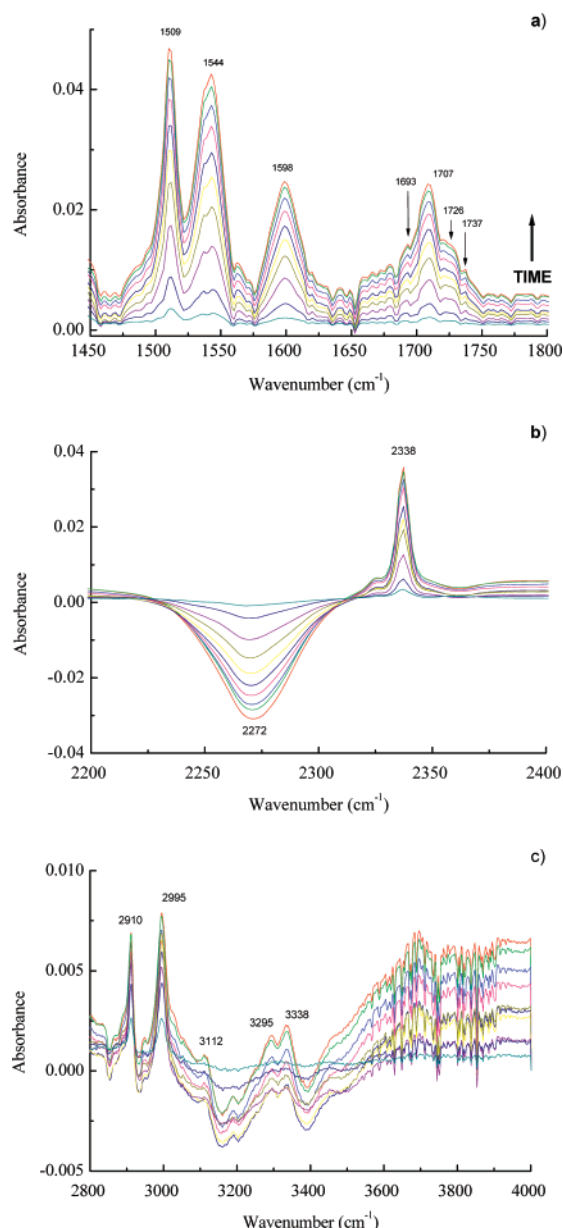 a)
1509
1544
1598
1693
1707
1726
1737
TIME
0.04
0.02
0.00
Absorbance
1450 1500 1550 1600 1650 1700 1750 1800
Wavenumber (cm-1)
b)
2338
0.04
0.02
0.00
-0.02
-0.04
Absorbance
2272
2200 2250 2300 2350 2400
Wavenumber (cm-1)
c)
0.010
0.005
0.000
-0.005
Absorbance
2910
2995
3112
3295
3338
2800 3000 3200 3400 3600 3800 4000
Wavenumber (cm-1)